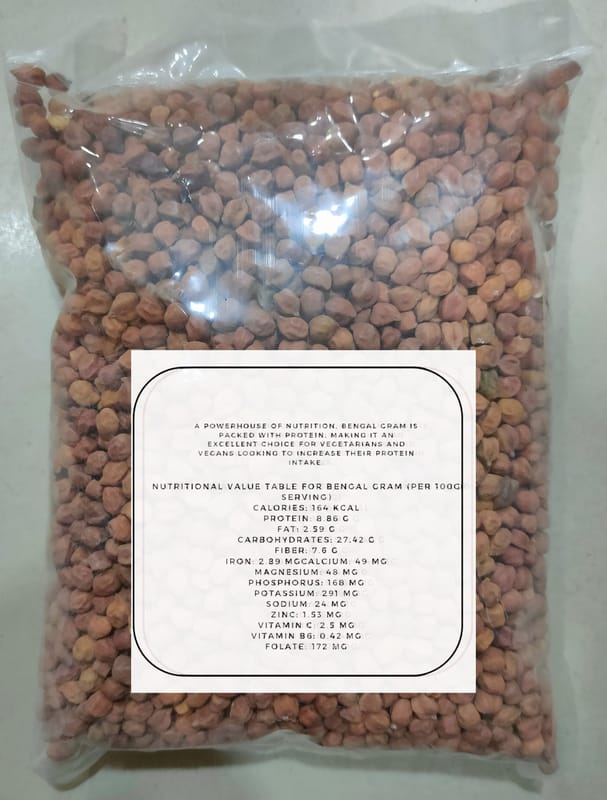 A POWERHOUSE OF NUTRITION, BENGAL GRAM IS
PACKED WITH PROTEIN, MAKING IT AN
EXCELLENT CHOICE FOR VEGETARIANS AND
VEGANS LOOKING TO INCREASE THEIR PROTEIN
INTAKE.
NUTRITIONAL VALUE TABLE FOR BENGAL GRAM (PER 100G
SERVING)
CALORIES: 164 KCAL
PROTEIN: 8.86 G
FAT: 2.59 G
CARBOHYDRATES: 27.42 G
FIBER: 7.6 G
IRON: 2.89 MGCALCIUM: 49 MG
MAGNESIUM: 48 MG
PHOSPHORUS: 168 MG
POTASSIUM: 291 MG
SODIUM: 24 MG
ZINC: 1.53 MG
VITAMIN C: 2.5 MG
VITAMIN B6: 0.42 MG
FOLATE: 172 MG